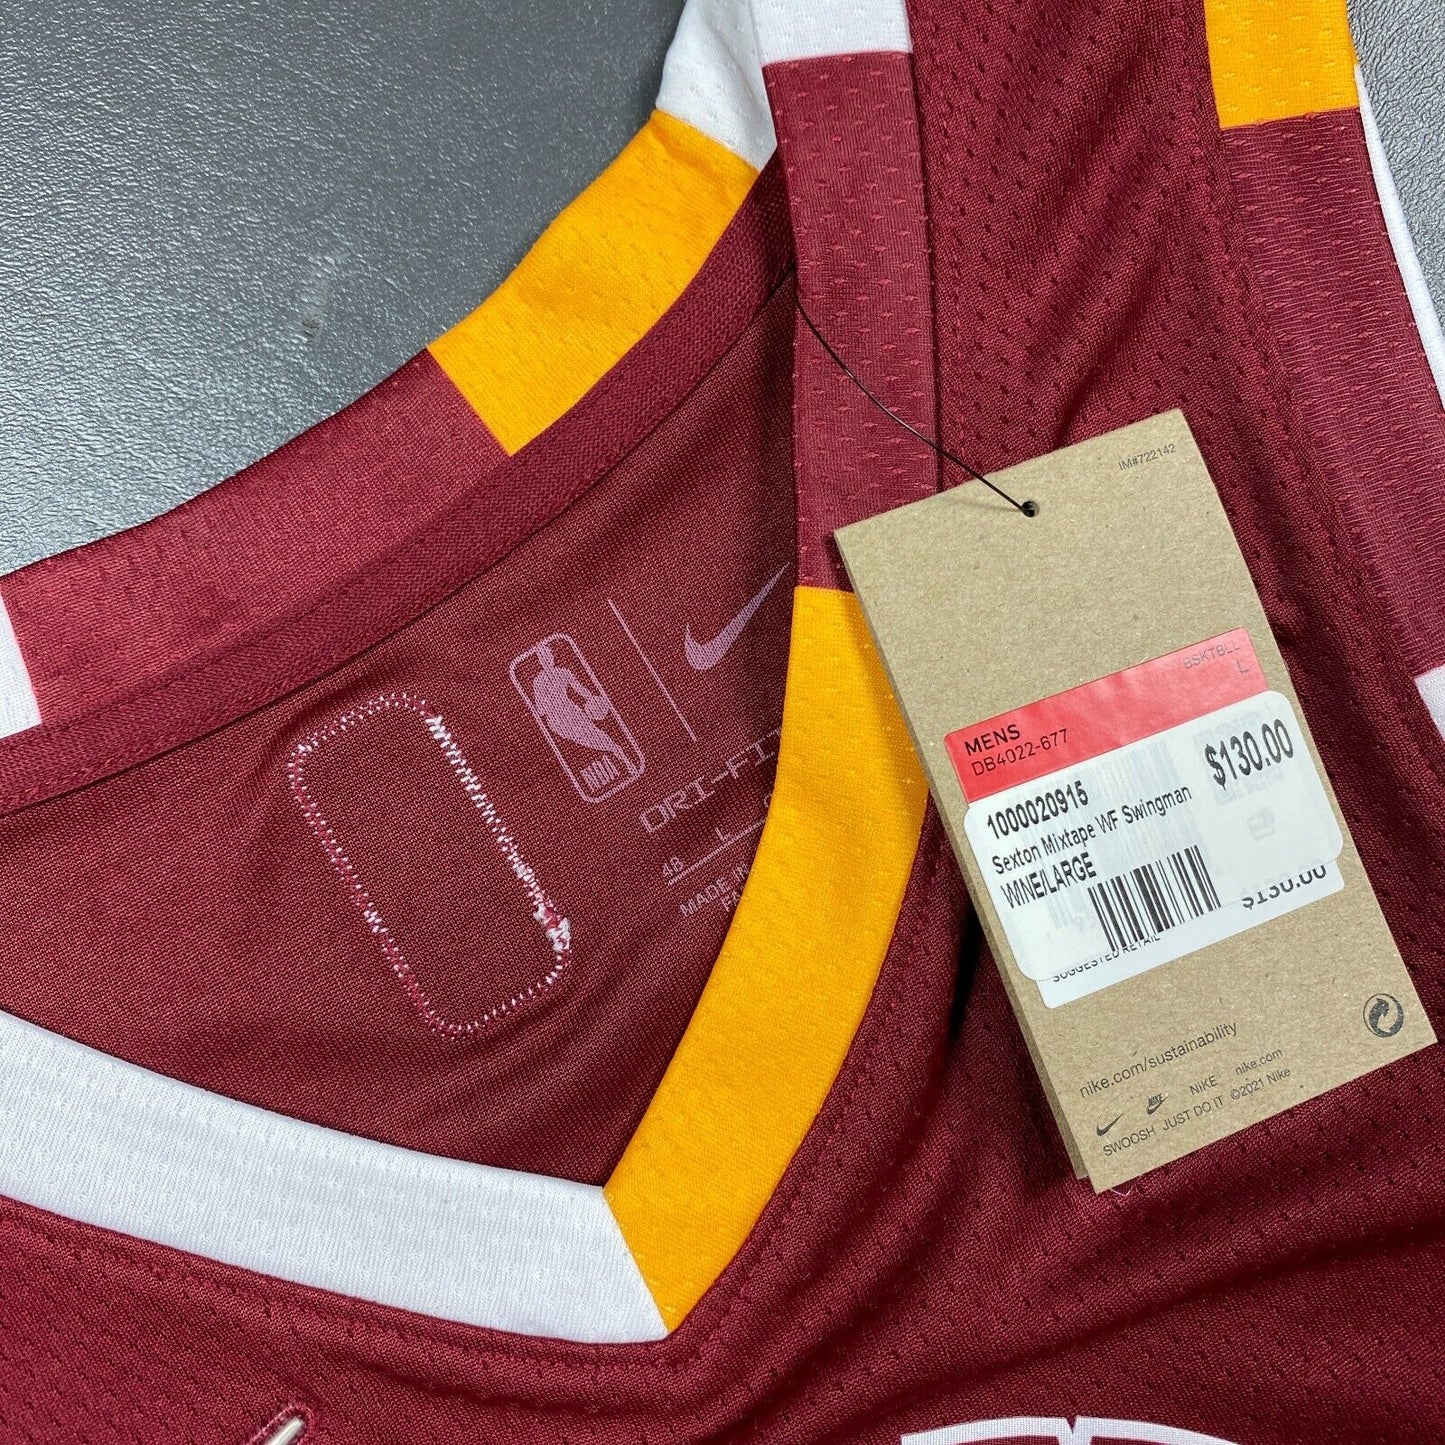 IM#722142
BSKTBLL
L
MENS
DB4022-677
$130.00
1000020915
Sexton Mixtape WF Swingman
WINE/LARGE
$130.00
SUGGESTED RETAIL
nike.com/sustainability
NIKE nike.com
SWOOSH JUST DO IT ©2021 Nike
NBA
DRI-FIT
48 L
MADE IN